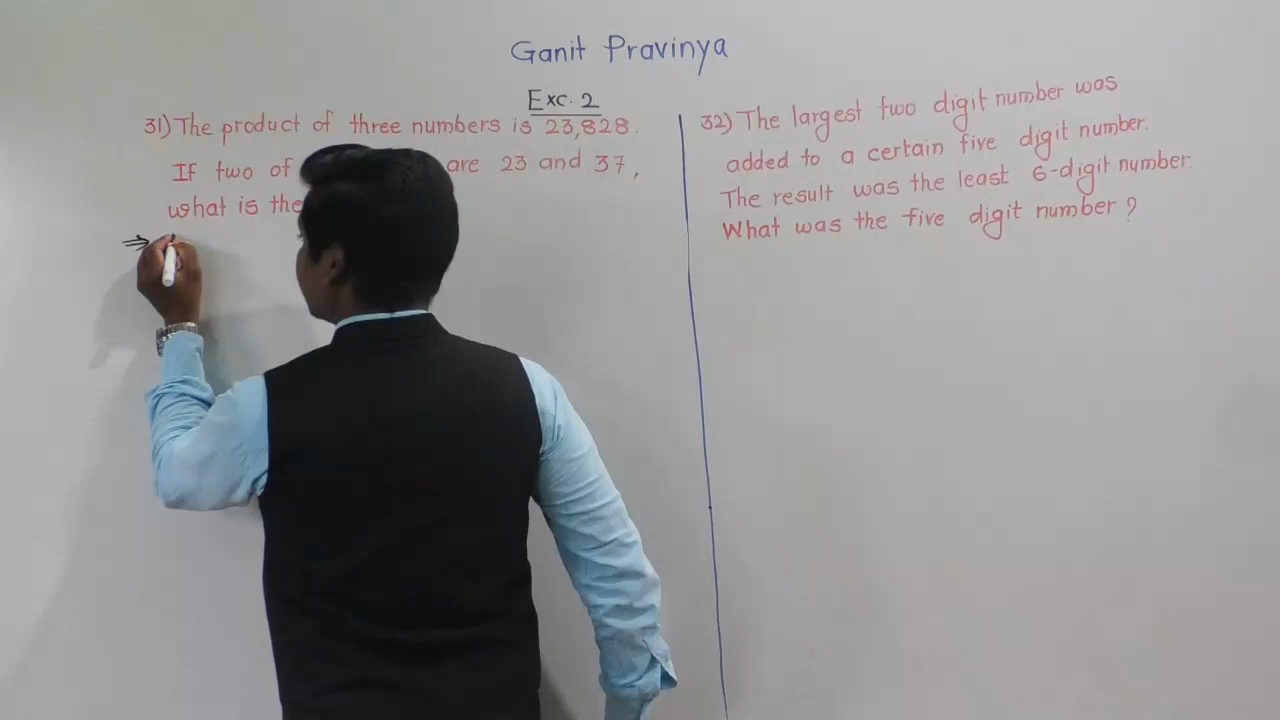 Ganit Pravinya
Exc. 2
31) The product of three numbers is 23,828.
If two of are 23 and 37,
what is the
⇒
32) The largest two digit number was
added to a certain five digit number.
The result was the least 6-digit number.
What was the five digit number?